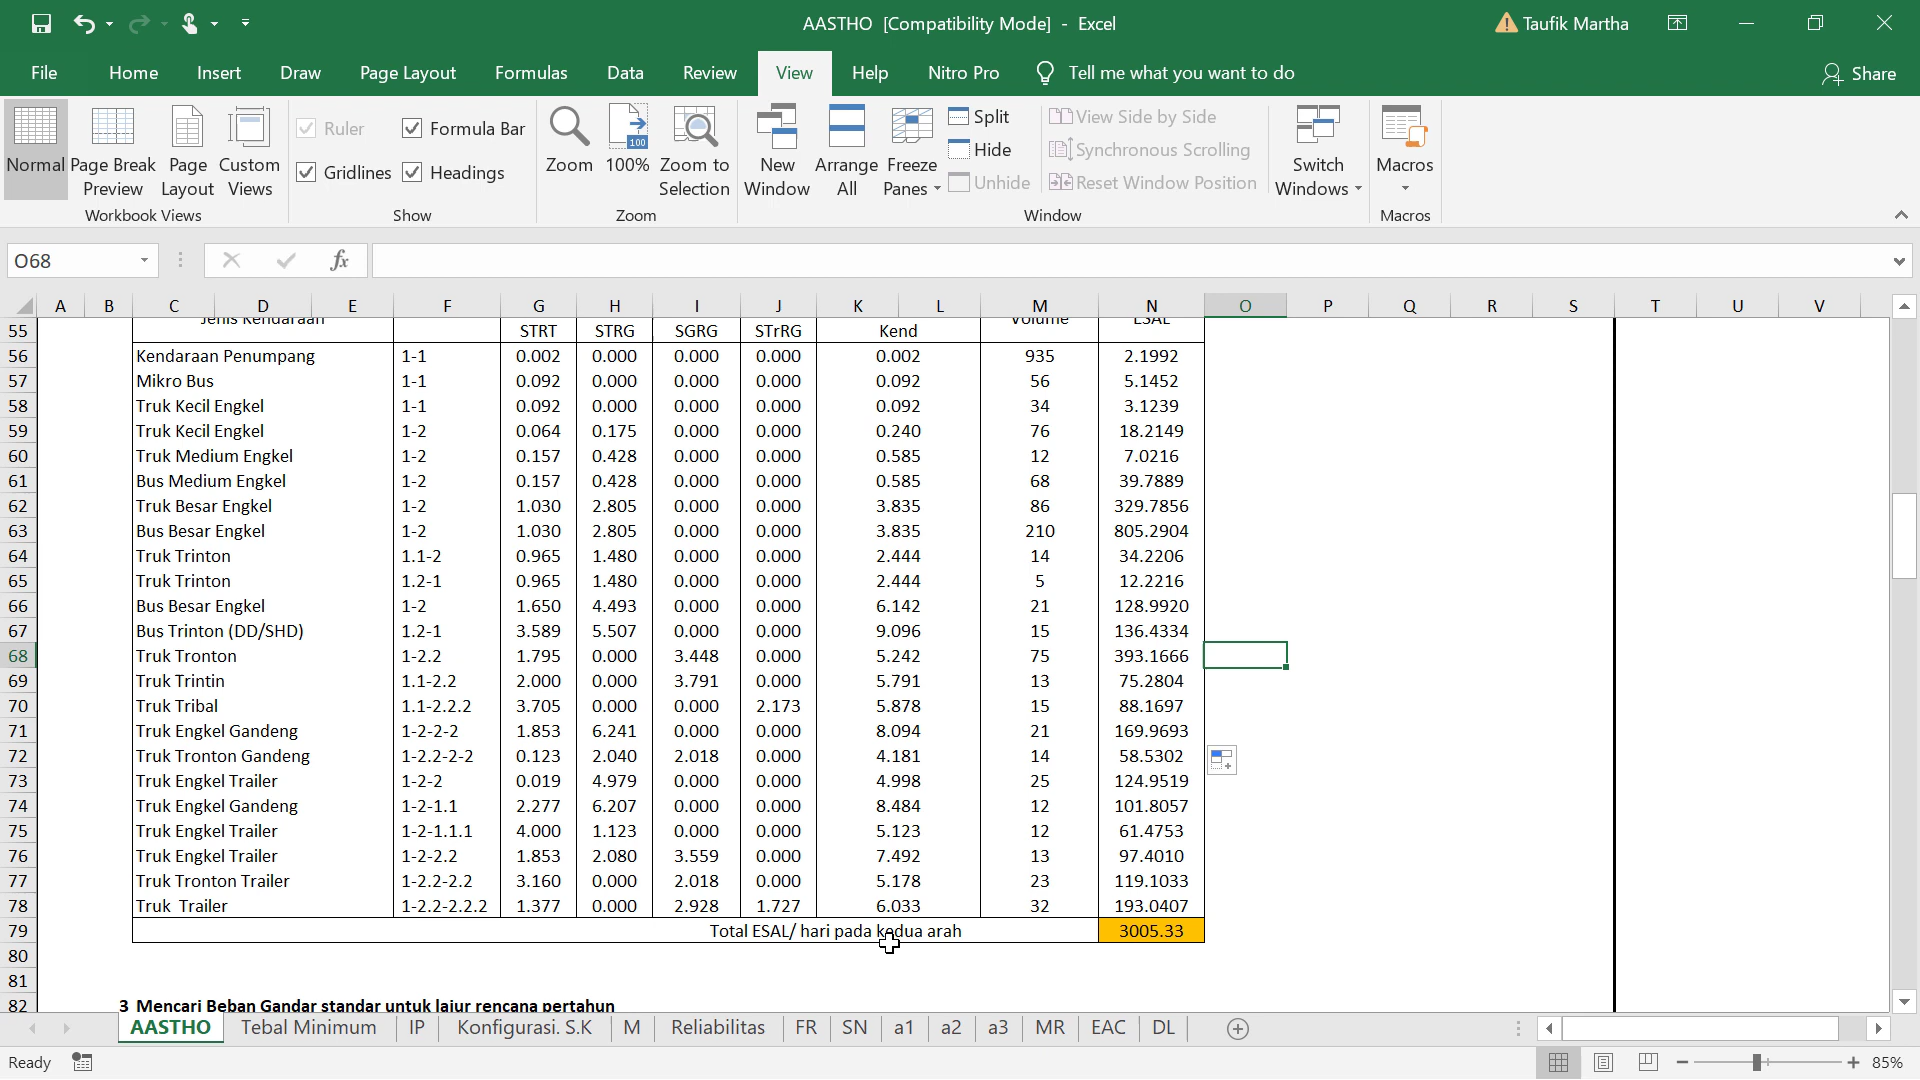 AASTHO [Compatibility Mode] - Excel
Taufik Martha
File Home Insert Draw Page Layout Formulas Data Review View Help Nitro Pro Tell me what you want to do Share
Normal Page Break Preview Page Layout Custom Views
Workbook Views
Ruler Formula Bar
Gridlines Headings
Show
Zoom 100% Zoom to Selection
Zoom
New Window Arrange All Freeze Panes
Split
Hide
Unhide
View Side by Side
Synchronous Scrolling
Reset Window Position
Switch Windows
Window
Macros
Macros
O68 fx
A B C D E F G H I J K L M N O P Q R S T U V
55 Jenis Kendaraan STRT STRG SGRG STrRG Kend Volume ESAL
56 Kendaraan Penumpang 1-1 0.002 0.000 0.000 0.000 0.002 935 2.1992
57 Mikro Bus 1-1 0.092 0.000 0.000 0.000 0.092 56 5.1452
58 Truk Kecil Engkel 1-1 0.092 0.000 0.000 0.000 0.092 34 3.1239
59 Truk Kecil Engkel 1-2 0.064 0.175 0.000 0.000 0.240 76 18.2149
60 Truk Medium Engkel 1-2 0.157 0.428 0.000 0.000 0.585 12 7.0216
61 Bus Medium Engkel 1-2 0.157 0.428 0.000 0.000 0.585 68 39.7889
62 Truk Besar Engkel 1-2 1.030 2.805 0.000 0.000 3.835 86 329.7856
63 Bus Besar Engkel 1-2 1.030 2.805 0.000 0.000 3.835 210 805.2904
64 Truk Trinton 1.1-2 0.965 1.480 0.000 0.000 2.444 14 34.2206
65 Truk Trinton 1.2-1 0.965 1.480 0.000 0.000 2.444 5 12.2216
66 Bus Besar Engkel 1-2 1.650 4.493 0.000 0.000 6.142 21 128.9920
67 Bus Trinton (DD/SHD) 1.2-1 3.589 5.507 0.000 0.000 9.096 15 136.4334
68 Truk Tronton 1-2.2 1.795 0.000 3.448 0.000 5.242 75 393.1666
69 Truk Trintin 1.1-2.2 2.000 0.000 3.791 0.000 5.791 13 75.2804
70 Truk Tribal 1.1-2.2.2 3.705 0.000 0.000 2.173 5.878 15 88.1697
71 Truk Engkel Gandeng 1-2-2-2 1.853 6.241 0.000 0.000 8.094 21 169.9693
72 Truk Tronton Gandeng 1-2.2-2-2 0.123 2.040 2.018 0.000 4.181 14 58.5302
73 Truk Engkel Trailer 1-2-2 0.019 4.979 0.000 0.000 4.998 25 124.9519
74 Truk Engkel Gandeng 1-2-1.1 2.277 6.207 0.000 0.000 8.484 12 101.8057
75 Truk Engkel Trailer 1-2-1.1.1 4.000 1.123 0.000 0.000 5.123 12 61.4753
76 Truk Engkel Trailer 1-2-2.2 1.853 2.080 3.559 0.000 7.492 13 97.4010
77 Truk Tronton Trailer 1-2.2-2.2 3.160 0.000 2.018 0.000 5.178 23 119.1033
78 Truk Trailer 1-2.2-2.2.2 1.377 0.000 2.928 1.727 6.033 32 193.0407
79 Total ESAL/ hari pada kedua arah 3005.33
80
81
82 3 Mencari Beban Gandar standar untuk lajur rencana pertahun
AASTHO Tebal Minimum IP Konfigurasi. S.K M Reliabilitas FR SN a1 a2 a3 MR EAC DL
Ready 85%